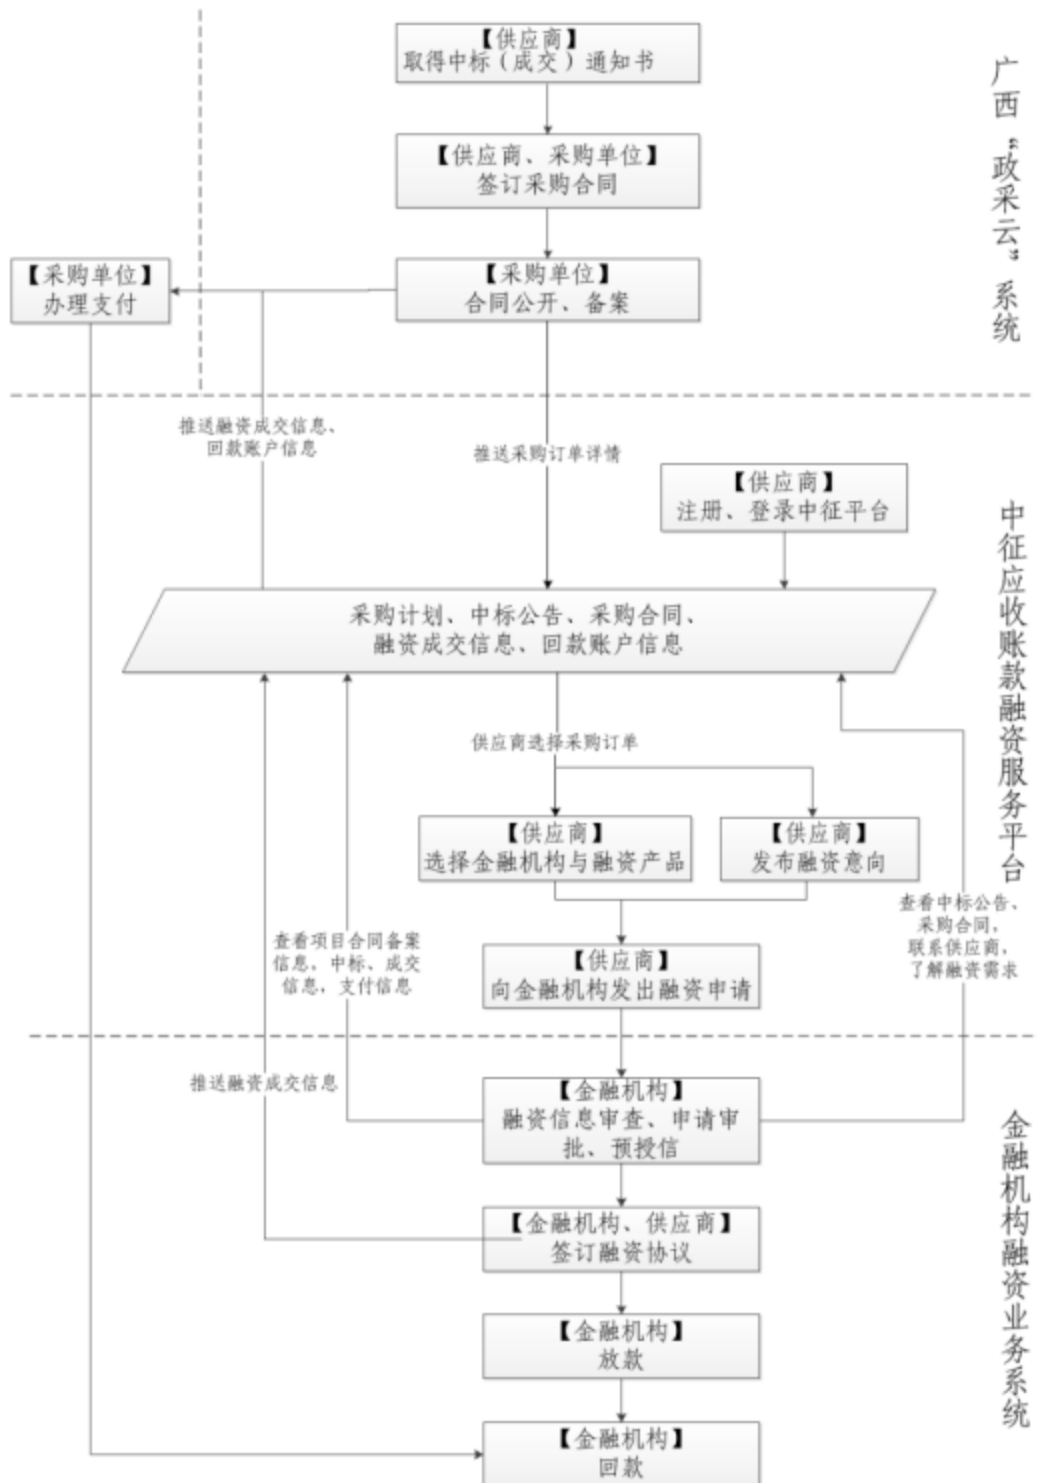 【供应商】
取得中标（成交）通知书
广西“政采云”系统
【供应商、采购单位】
签订采购合同
【采购单位】
办理支付
【采购单位】
合同公开、备案
推送融资成交信息、
回款账户信息
推送采购订单详情
【供应商】
注册、登录中征平台
中征应收账款融资服务平台
采购计划、中标公告、采购合同、
融资成交信息、回款账户信息
供应商选择采购订单
【供应商】
选择金融机构与融资产品
【供应商】
发布融资意向
查看中标公告、
采购合同，
联系供应商，
了解融资需求
查看项目合同备案
信息，中标、成交
信息，支付信息
【供应商】
向金融机构发出融资申请
推送融资成交信息
【金融机构】
融资信息审查、申请审
批、预授信
金融机构融资业务系统
【金融机构、供应商】
签订融资协议
【金融机构】
放款
【金融机构】
回款